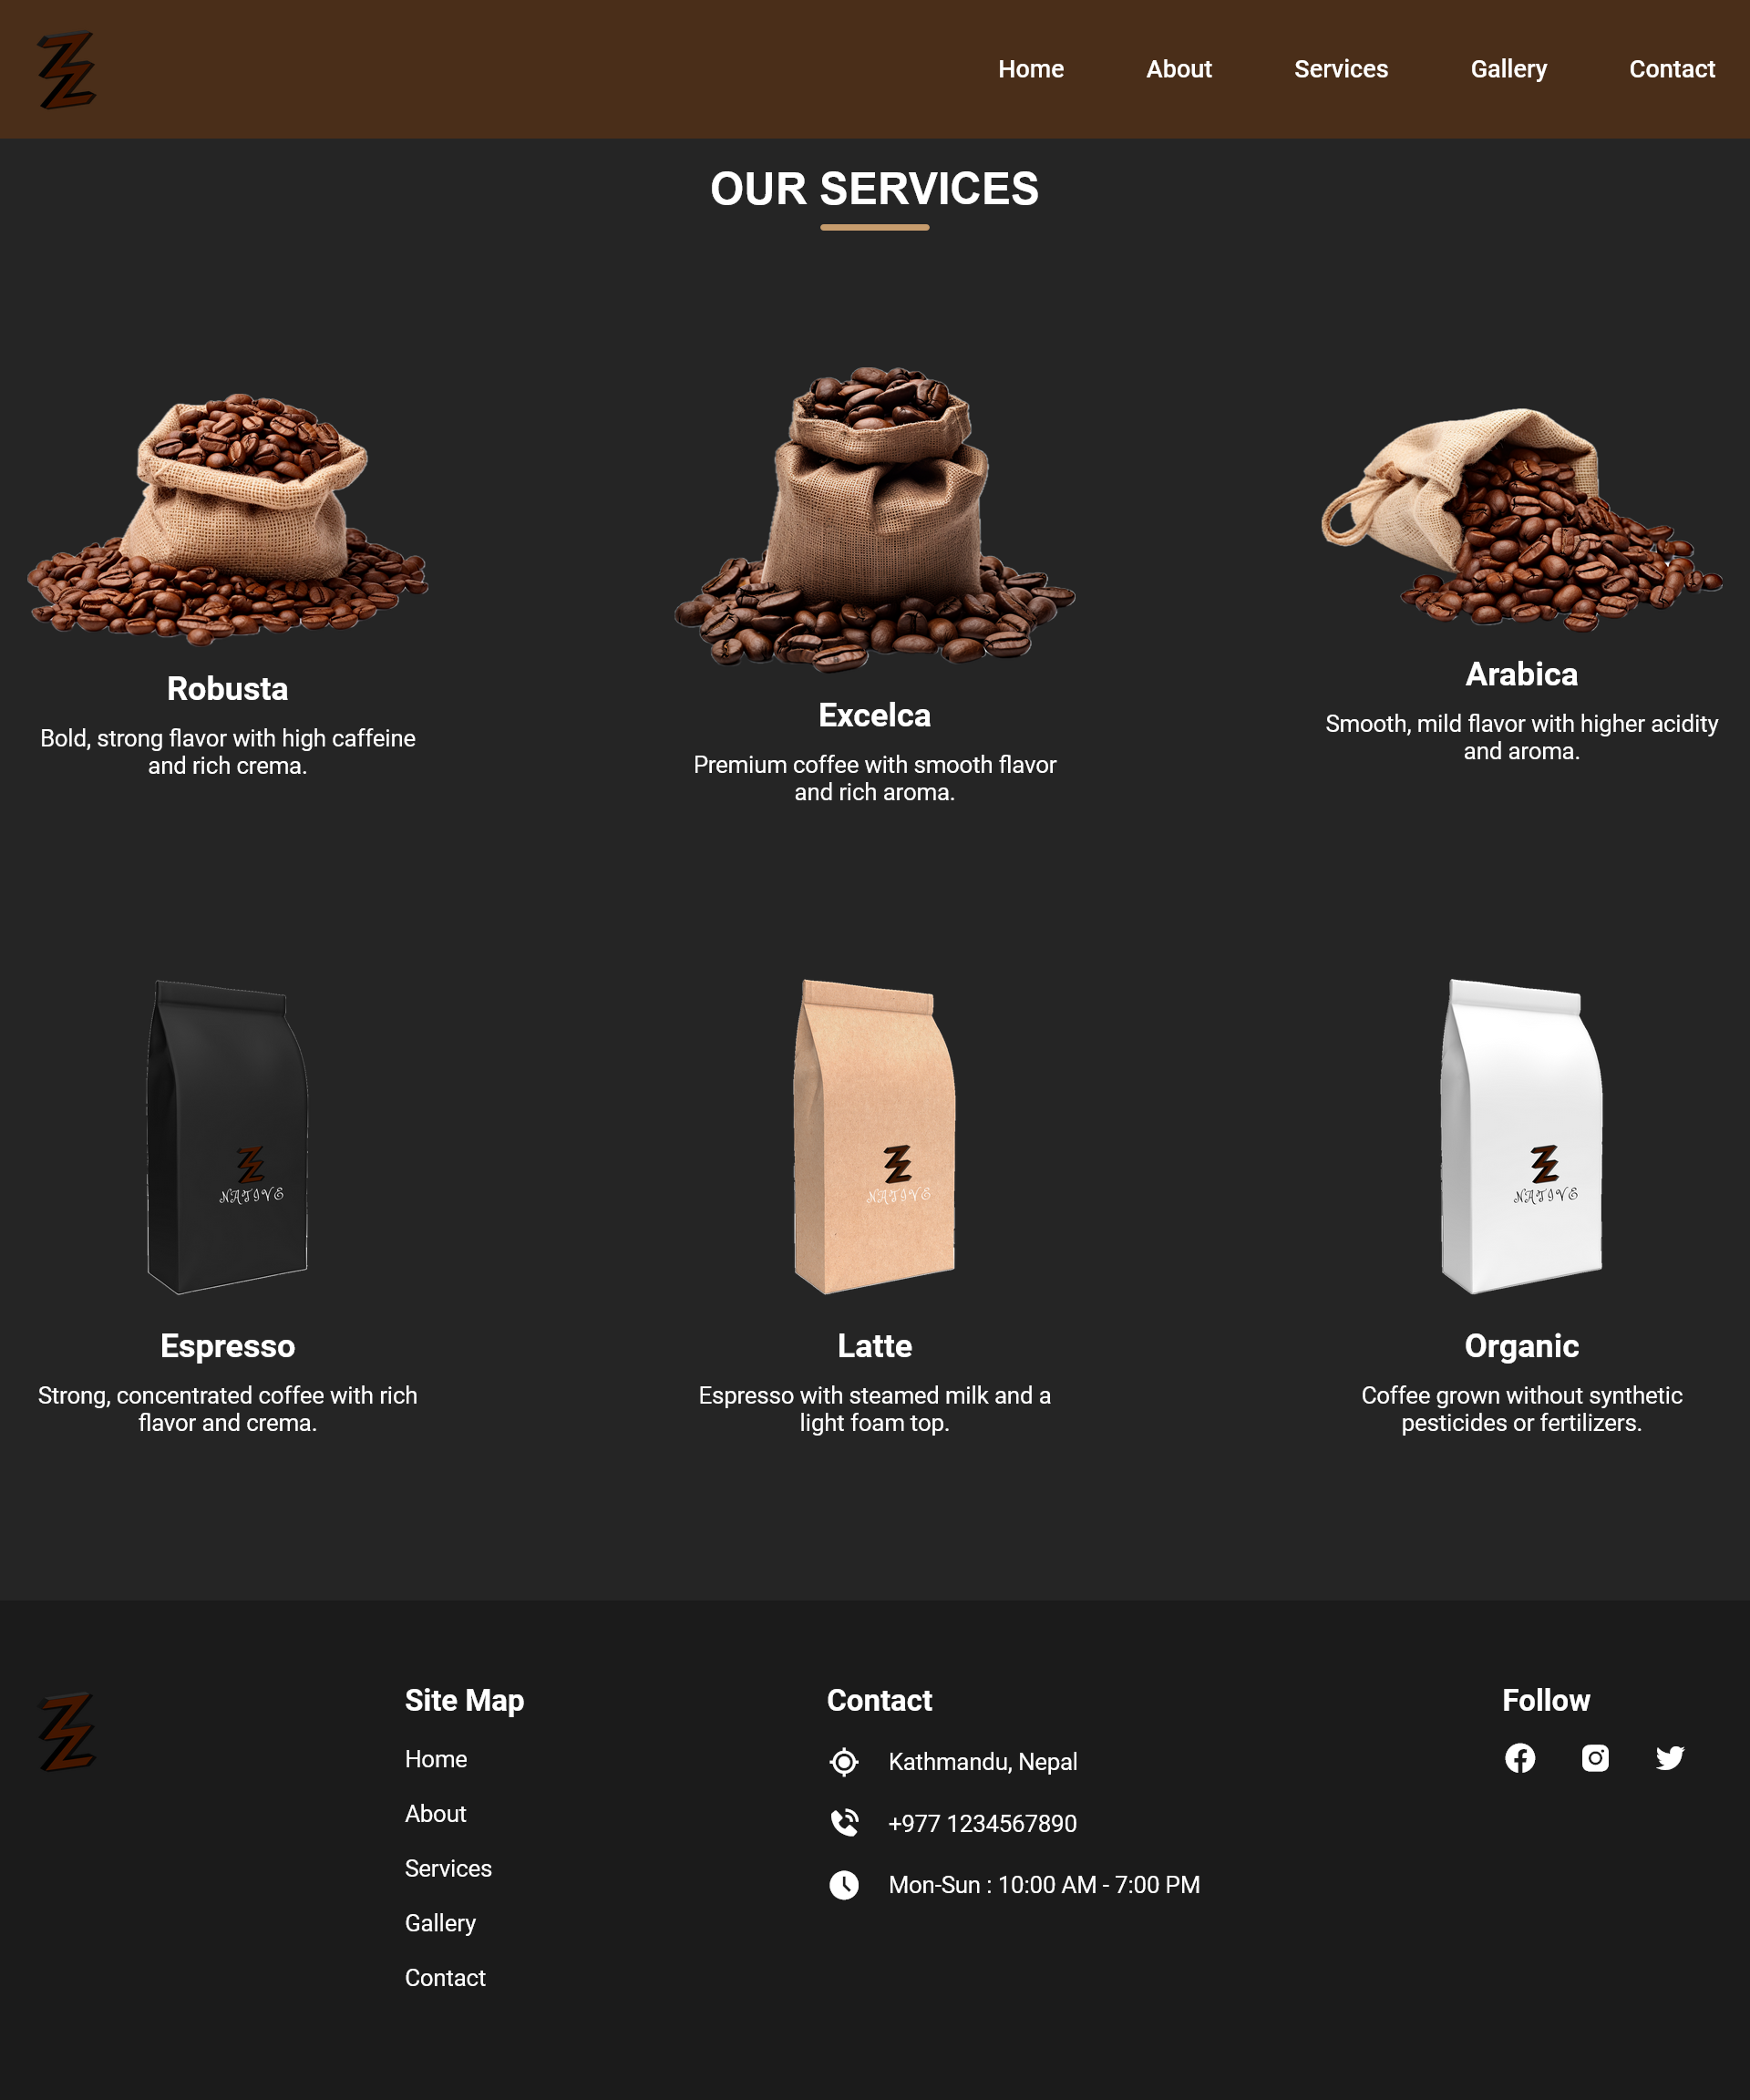 Home About Services Gallery Contact
OUR SERVICES
Robusta
Bold, strong flavor with high caffeine
and rich crema.
Excelca
Premium coffee with smooth flavor
and rich aroma.
Arabica
Smooth, mild flavor with higher acidity
and aroma.
NATIVE
NATIVE
NATIVE
Espresso
Strong, concentrated coffee with rich
flavor and crema.
Latte
Espresso with steamed milk and a
light foam top.
Organic
Coffee grown without synthetic
pesticides or fertilizers.
Site Map
Home
About
Services
Gallery
Contact
Contact
Kathmandu, Nepal
+977 1234567890
Mon-Sun : 10:00 AM - 7:00 PM
Follow